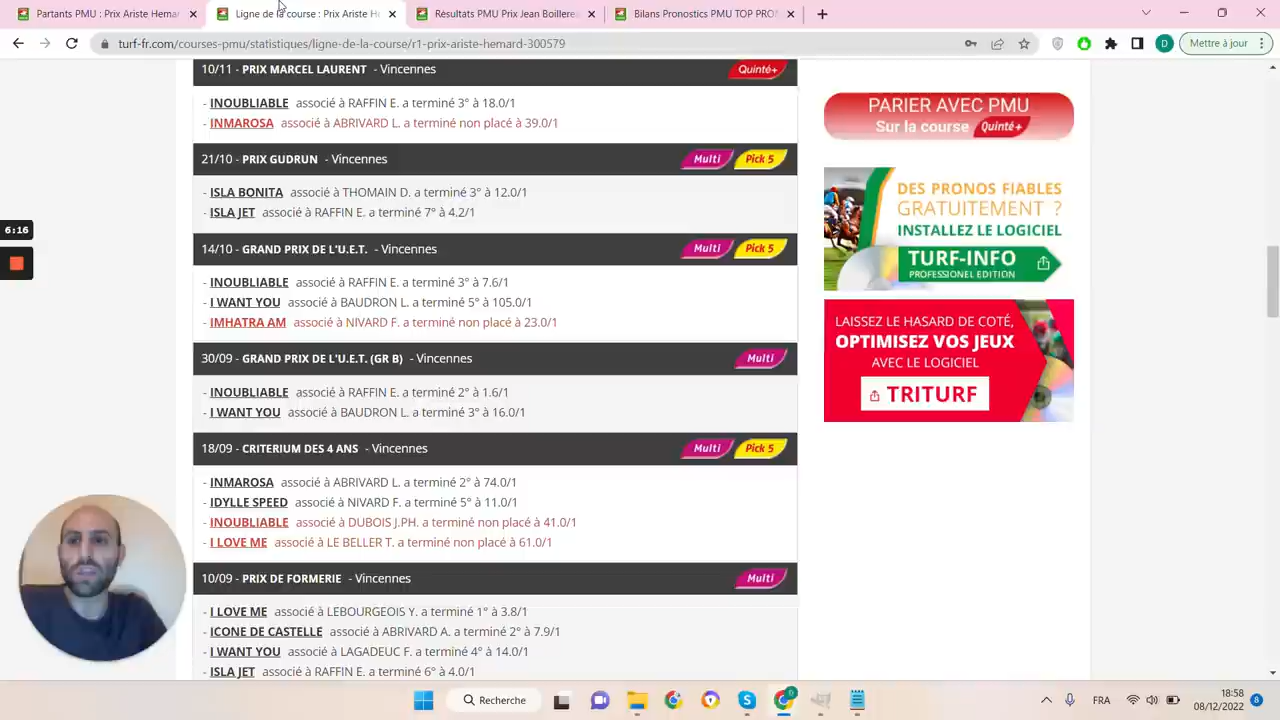 Partants PMU : Prix Ariste Hema
Ligne de la course : Prix Ariste He
Résultats PMU Prix Jean Boillere
Bilans Pronostics PMU TOP PRON
turf-fr.com/courses-pmu/statistiques/ligne-de-la-course/r1-prix-ariste-hemard-300579
D
Mettre à jour
10/11 - PRIX MARCEL LAURENT - Vincennes
Quinté+
- INOUBLIABLE associé à RAFFIN E. a terminé 3° à 18.0/1
- INMAROSA associé à ABRIVARD L. a terminé non placé à 39.0/1
21/10 - PRIX GUDRUN - Vincennes
Multi Pick 5
- ISLA BONITA associé à THOMAIN D. a terminé 3° à 12.0/1
- ISLA JET associé à RAFFIN E. a terminé 7° à 4.2/1
14/10 - GRAND PRIX DE L'U.E.T. - Vincennes
Multi Pick 5
- INOUBLIABLE associé à RAFFIN E. a terminé 3° à 7.6/1
- I WANT YOU associé à BAUDRON L. a terminé 5° à 105.0/1
- IMHATRA AM associé à NIVARD F. a terminé non placé à 23.0/1
30/09 - GRAND PRIX DE L'U.E.T. (GR B) - Vincennes
Multi
- INOUBLIABLE associé à RAFFIN E. a terminé 2° à 1.6/1
- I WANT YOU associé à BAUDRON L. a terminé 3° à 16.0/1
18/09 - CRITERIUM DES 4 ANS - Vincennes
Multi Pick 5
- INMAROSA associé à ABRIVARD L. a terminé 2° à 74.0/1
- IDYLLE SPEED associé à NIVARD F. a terminé 5° à 11.0/1
- INOUBLIABLE associé à DUBOIS J.PH. a terminé non placé à 41.0/1
- I LOVE ME associé à LE BELLER T. a terminé non placé à 61.0/1
10/09 - PRIX DE FORMERIE - Vincennes
Multi
- I LOVE ME associé à LEBOURGEOIS Y. a terminé 1° à 3.8/1
- ICONE DE CASTELLE associé à ABRIVARD A. a terminé 2° à 7.9/1
- I WANT YOU associé à LAGADEUC F. a terminé 4° à 14.0/1
- ISLA JET associé à RAFFIN E. a terminé 6° à 4.0/1
PARIER AVEC PMU
Sur la course Quinté+
DES PRONOS FIABLES
GRATUITEMENT ?
INSTALLEZ LE LOGICIEL
TURF-INFO
PROFESSIONEL EDITION
LAISSEZ LE HASARD DE COTÉ,
OPTIMISEZ VOS JEUX
AVEC LE LOGICIEL
TRITURF
6:16
Recherche
FRA
18:58
08/12/2022
8